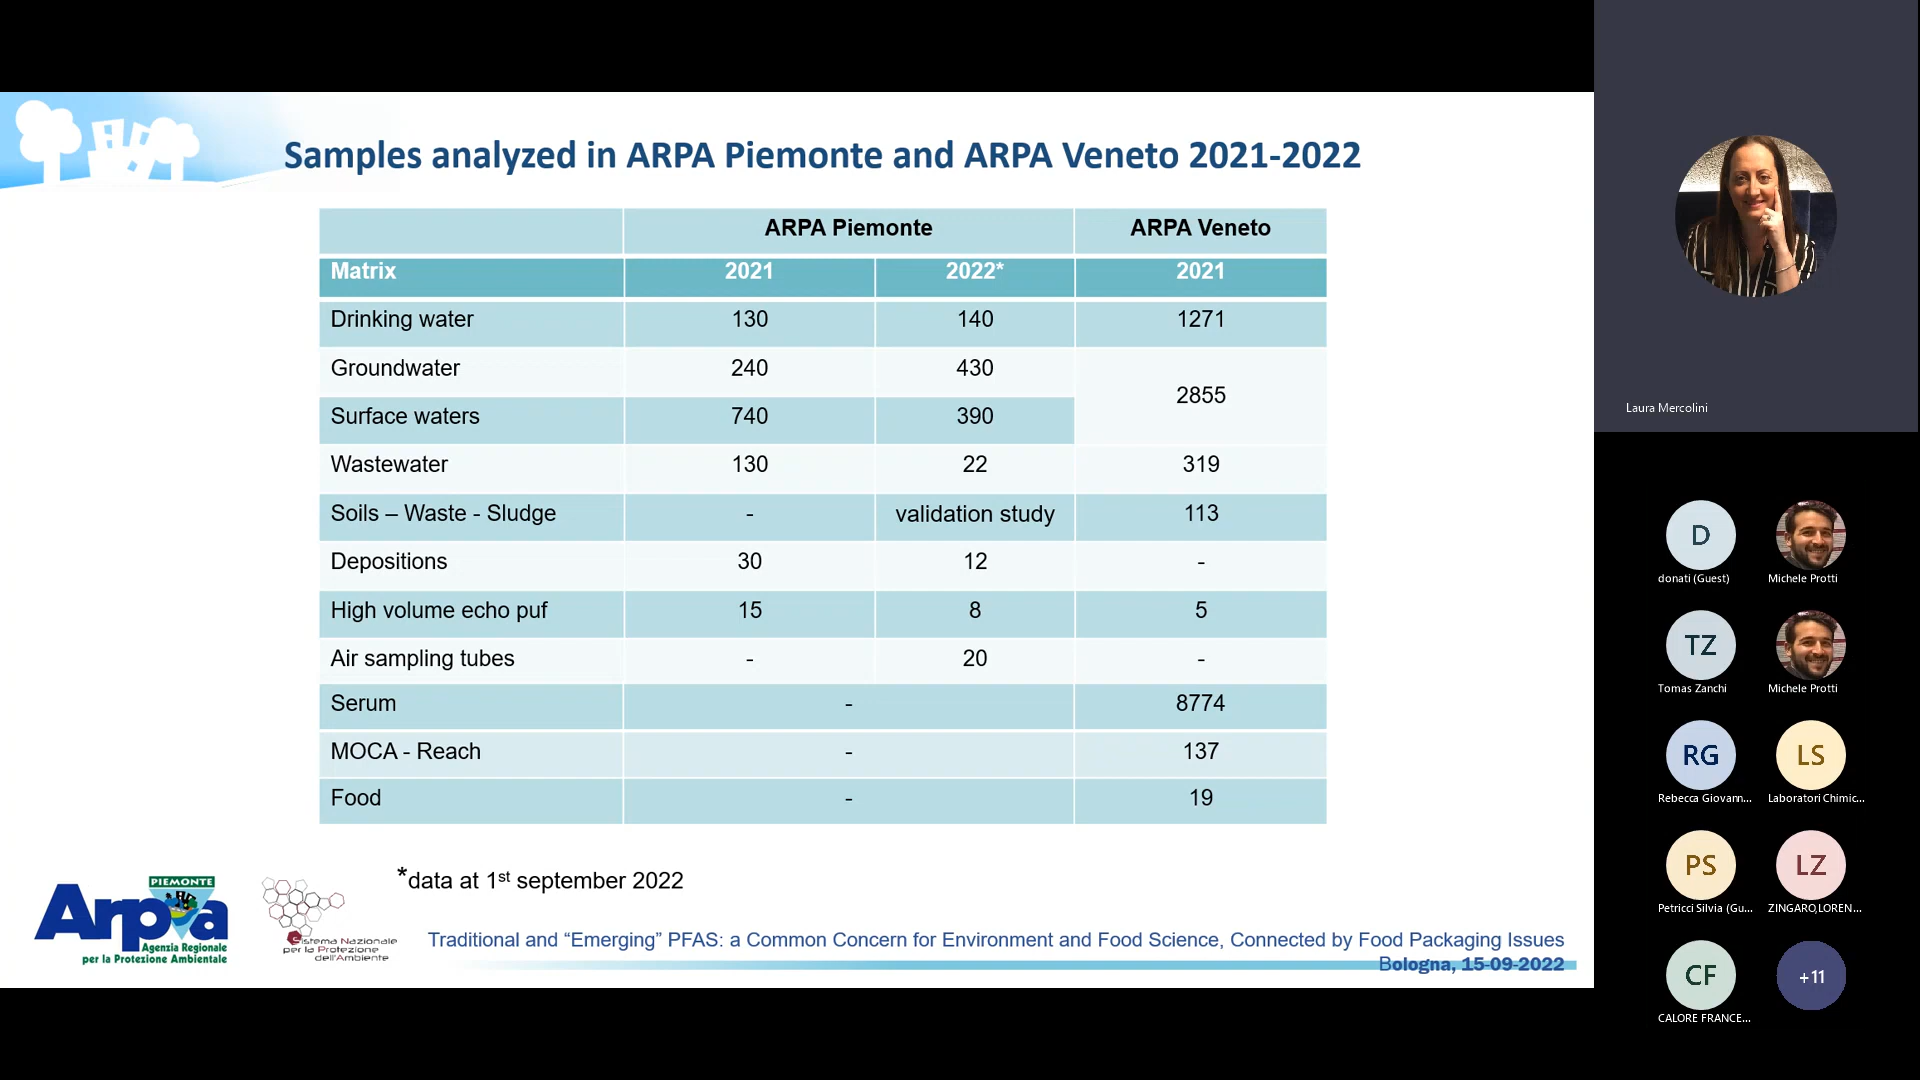 Samples analyzed in ARPA Piemonte and ARPA Veneto 2021-2022
ARPA Piemonte ARPA Veneto
Matrix 2021 2022* 2021
Drinking water 130 140 1271
Groundwater 240 430
2855
Surface waters 740 390
Wastewater 130 22 319
Soils – Waste - Sludge - validation study 113
Depositions 30 12 -
High volume echo puf 15 8 5
Air sampling tubes - 20 -
Serum - 8774
MOCA - Reach - 137
Food - 19
*data at 1st september 2022
PIEMONTE
Arpa
Agenzia Regionale
per la Protezione Ambientale
Sistema Nazionale
per la Protezione
dell'Ambiente
Traditional and “Emerging” PFAS: a Common Concern for Environment and Food Science, Connected by Food Packaging Issues
Bologna, 15-09-2022
Laura Mercolini
D
donati (Guest)
Michele Protti
TZ
Tomas Zanchi
Michele Protti
RG
Rebecca Giovann...
LS
Laboratori Chimic...
PS
Petricci Silvia (Gu...
LZ
ZINGARO,LOREN...
CF
CALORE FRANCE...
+11